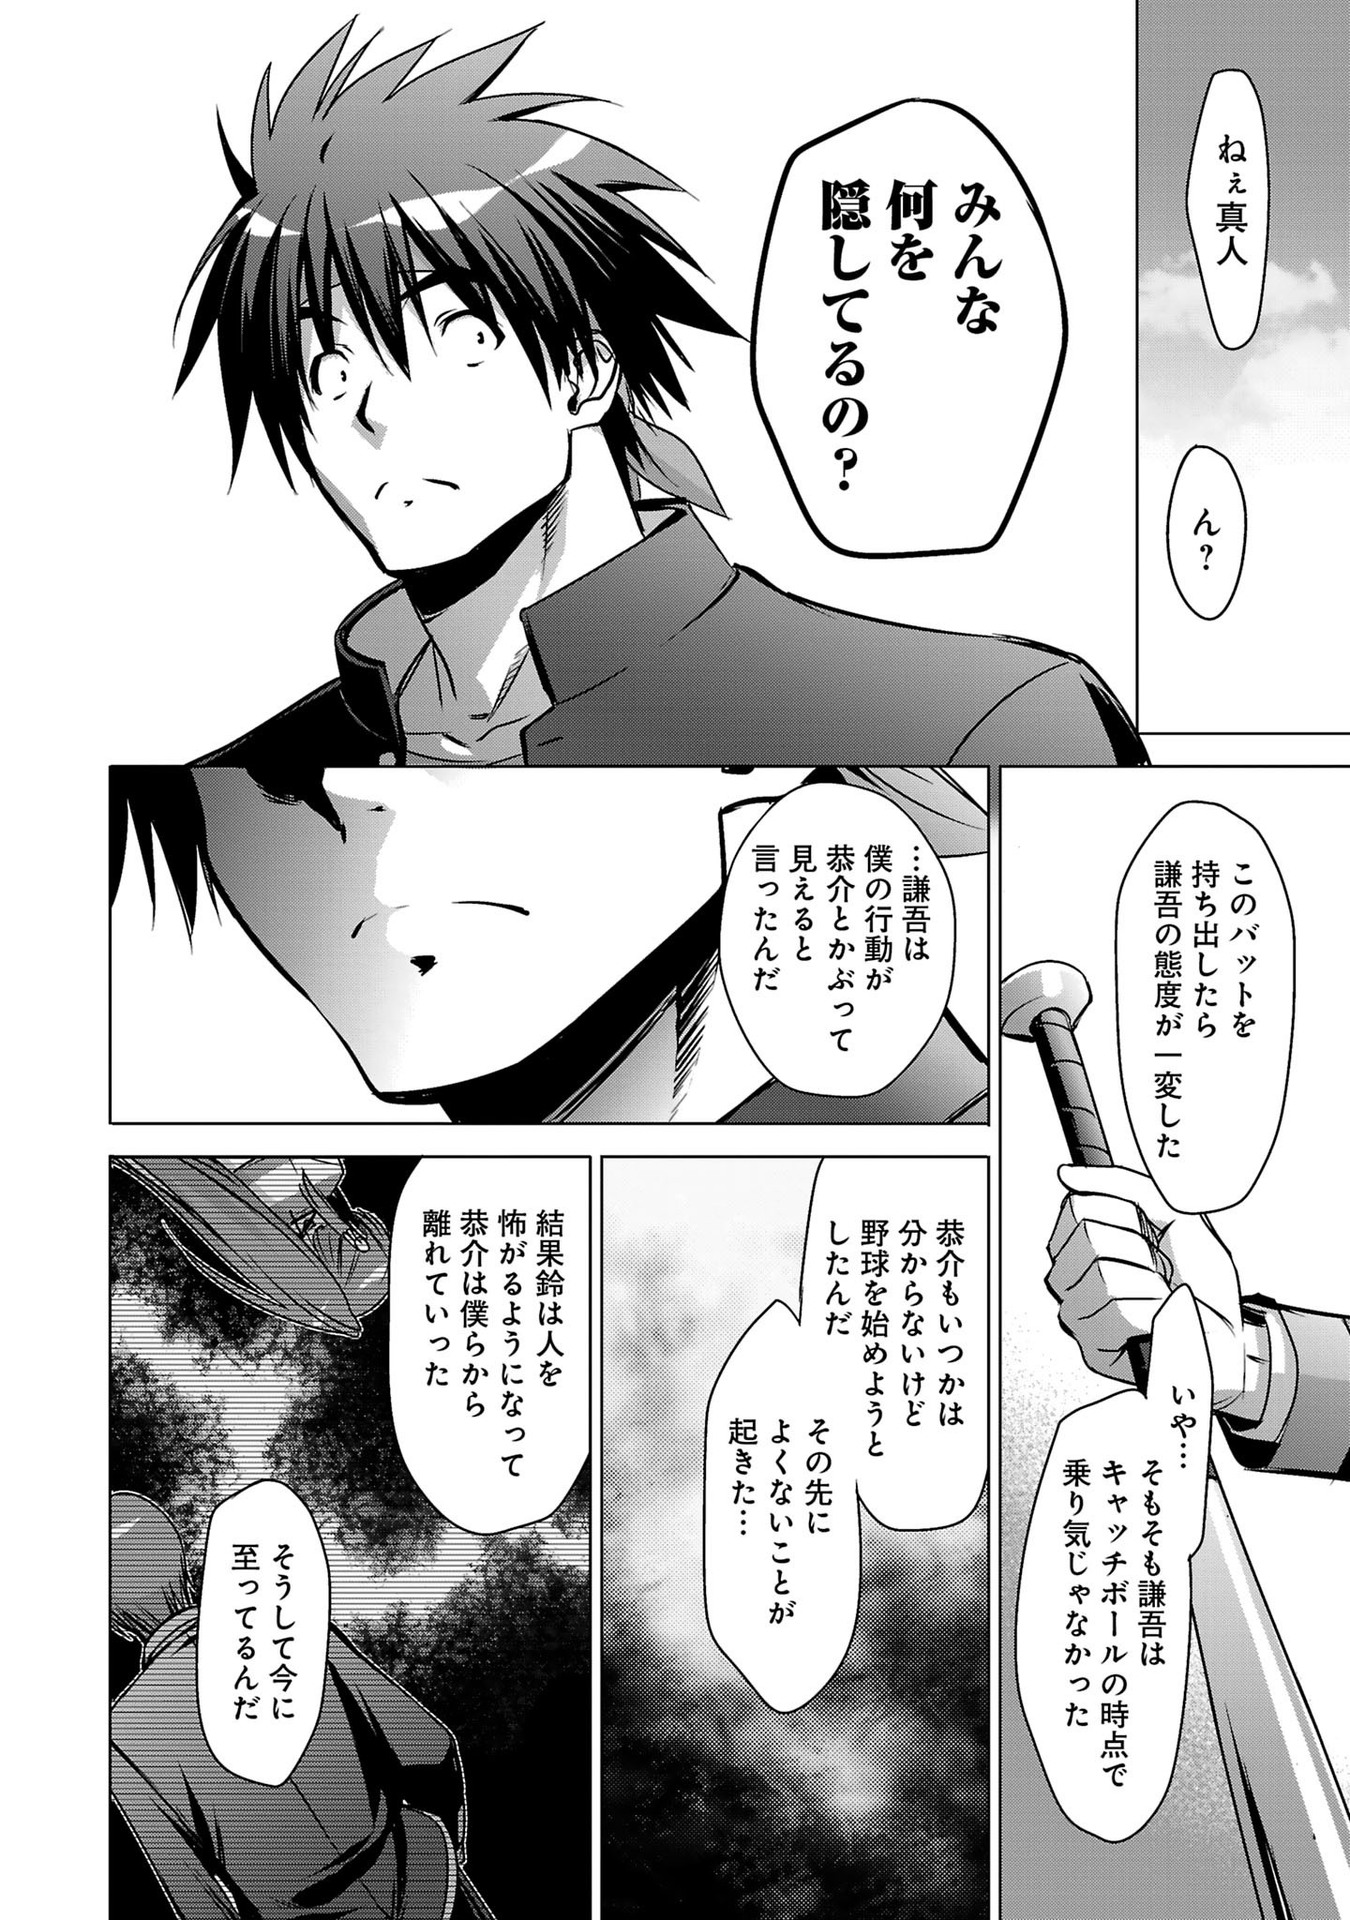 ねぇ真人
ん？
みんな
何を
隠してるの？
このバットを
持ち出したら
謙吾の態度が一変した
いや…
そもそも謙吾は
キャッチボールの時点で
乗り気じゃなかった
…謙吾は
僕の行動が
恭介とかぶって
見えると
言ったんだ
恭介もいつかは
分からないけど
野球を始めようと
したんだ
その先に
よくないことが
起きた…
結果鈴は人を
怖がるようになって
恭介は僕らから
離れていった
そうして今に
至ってるんだ